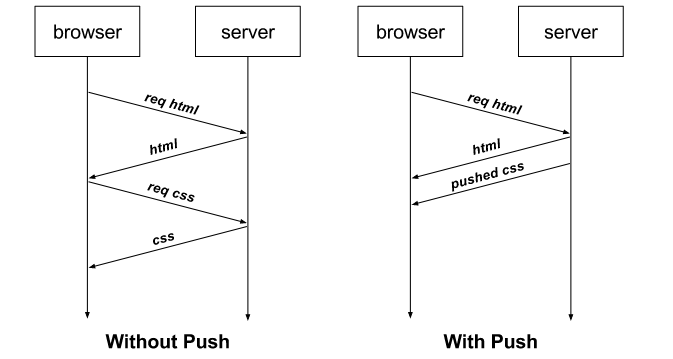 browser
server
req html
html
req css
css
Without Push
browser
server
req html
html
pushed css
With Push